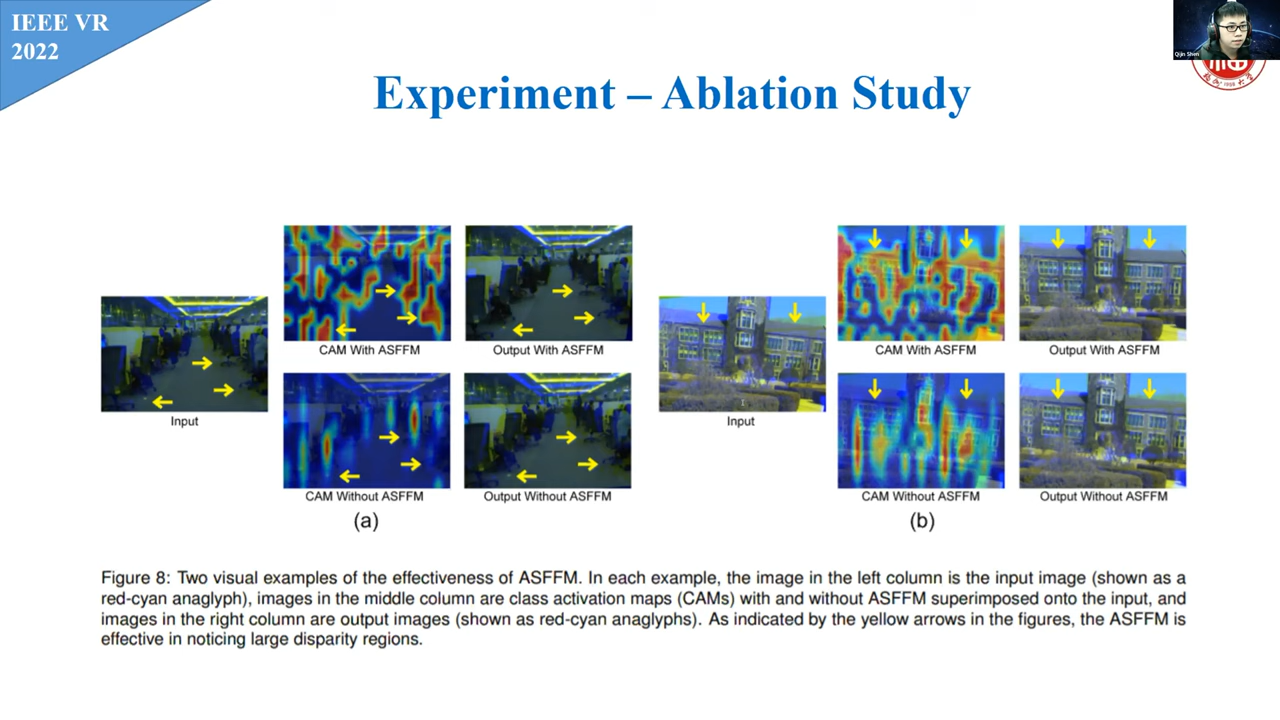 IEEE VR
2022
Qijin Shen
Experiment – Ablation Study
CAM With ASFFM
Output With ASFFM
CAM With ASFFM
Output With ASFFM
Input
Input
CAM Without ASFFM
Output Without ASFFM
CAM Without ASFFM
Output Without ASFFM
(a)
(b)
Figure 8: Two visual examples of the effectiveness of ASFFM. In each example, the image in the left column is the input image (shown as a
red-cyan anaglyph), images in the middle column are class activation maps (CAMs) with and without ASFFM superimposed onto the input, and
images in the right column are output images (shown as red-cyan anaglyphs). As indicated by the yellow arrows in the figures, the ASFFM is
effective in noticing large disparity regions.